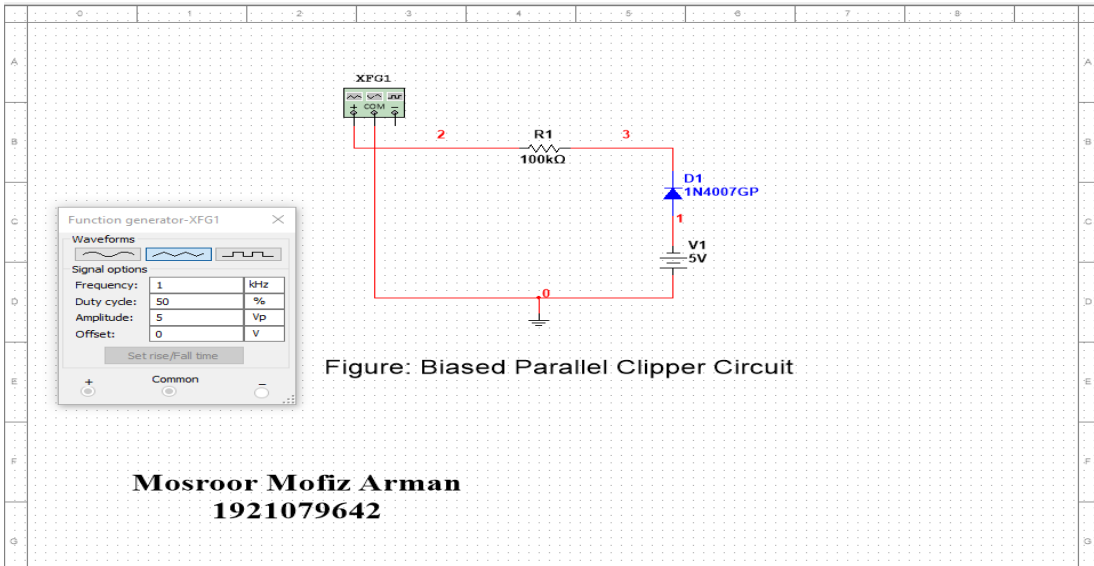 0 1 2 3 4 5 6 7 8
A A
XFG1
+ COM −
B B
2 R1 3
100kΩ
D1
1N4007GP
C C
1
V1
5V
Function generator-XFG1
Waveforms
Signal options
Frequency: 1 kHz
Duty cycle: 50 %
Amplitude: 5 Vp
Offset: 0 V
Set rise/Fall time
+ Common −
D D
0
Figure: Biased Parallel Clipper Circuit
E E
F F
Mosroor Mofiz Arman
1921079642
G G